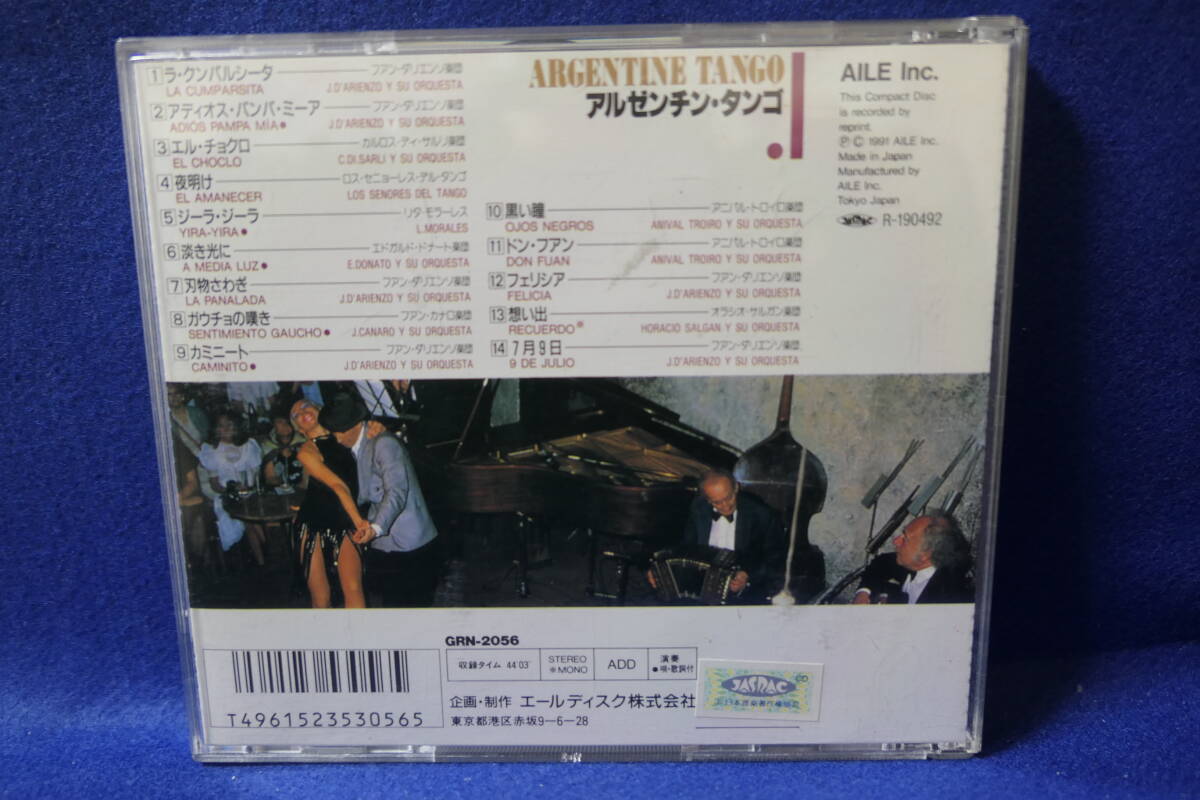 1 ラ・クンパルシータ フアン・ダリエンソ楽団
LA CUMPARSITA J.D'ARIENZO Y SU ORQUESTA
2 アディオス・パンパ・ミーア フアン・ダリエンソ楽団
ADIOS PAMPA MÍA● J.D'ARIENZO Y SU ORQUESTA
3 エル・チョクロ カルロス・ディ・サルリ楽団
EL CHOCLO C.DI.SARLI Y SU ORQUESTA
4 夜明け ロス・セニョーレス・デル・タンゴ
EL AMANECER LOS SENORES DEL TANGO
5 ジーラ・ジーラ リタ・モラーレス
YIRA-YIRA● L.MORALES
6 淡き光に エドガルド・ドナート楽団
A MEDIA LUZ● E.DONATO Y SU ORQUESTA
7 刃物さわぎ フアン・ダリエンソ楽団
LA PANALADA J.D'ARIENZO Y SU ORQUESTA
8 ガウチョの嘆き フアン・カナロ楽団
SENTIMIENTO GAUCHO● J.CANARO Y SU ORQUESTA
9 カミニート フアン・ダリエンソ楽団
CAMINITO● J.D'ARIENZO Y SU ORQUESTA
ARGENTINE TANGO
アルゼンチン・タンゴ
10 黒い瞳 アニバル・トロイロ楽団
OJOS NEGROS ANIVAL TROIRO Y SU ORQUESTA
11 ドン・フアン アニバル・トロイロ楽団
DON FUAN ANIVAL TROIRO Y SU ORQUESTA
12 フェリシア フアン・ダリエンソ楽団
FELICIA J.D'ARIENZO Y SU ORQUESTA
13 想い出 オラシオ・サルガン楽団
RECUERDO※ HORACIO SALGAN Y SU ORQUESTA
14 7月9日 フアン・ダリエンソ楽団
9 DE JULIO J.D'ARIENZO Y SU ORQUESTA
AILE Inc.
This Compact Disc
is recorded by
reprint.
Ⓟ Ⓒ 1991 AILE Inc.
Made in Japan
Manufactured by
AILE Inc.
Tokyo Japan
R-190492
GRN-2056
収録タイム 44'03"
STEREO
※MONO
ADD
演奏
●唄・歌詞付
T4961523530565
企画・制作 エールディスク株式会社
東京都港区赤坂9−6−28
JASRAC
CD